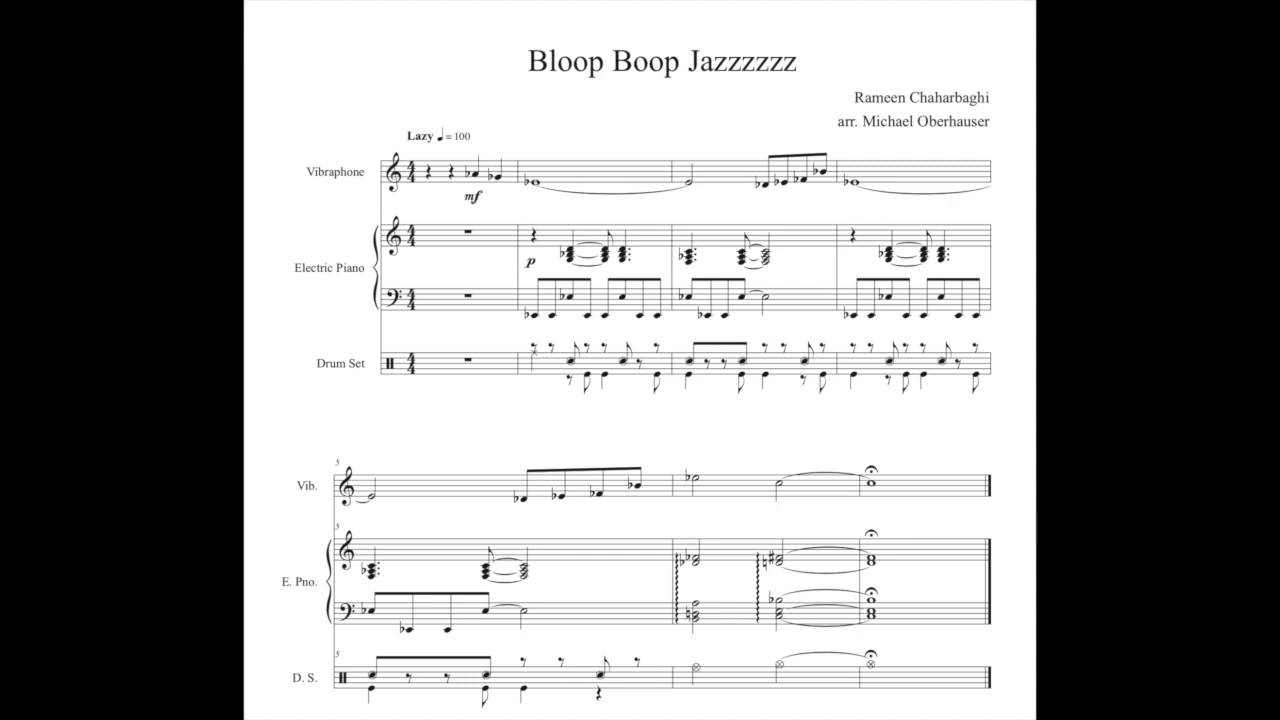 Bloop Boop Jazzzzzz
Rameen Chaharbaghi
arr. Michael Oberhauser
Lazy ♩ = 100
Vibraphone
mf
Electric Piano
p
Drum Set
5
Vib.
5
E. Pno.
5
D. S.